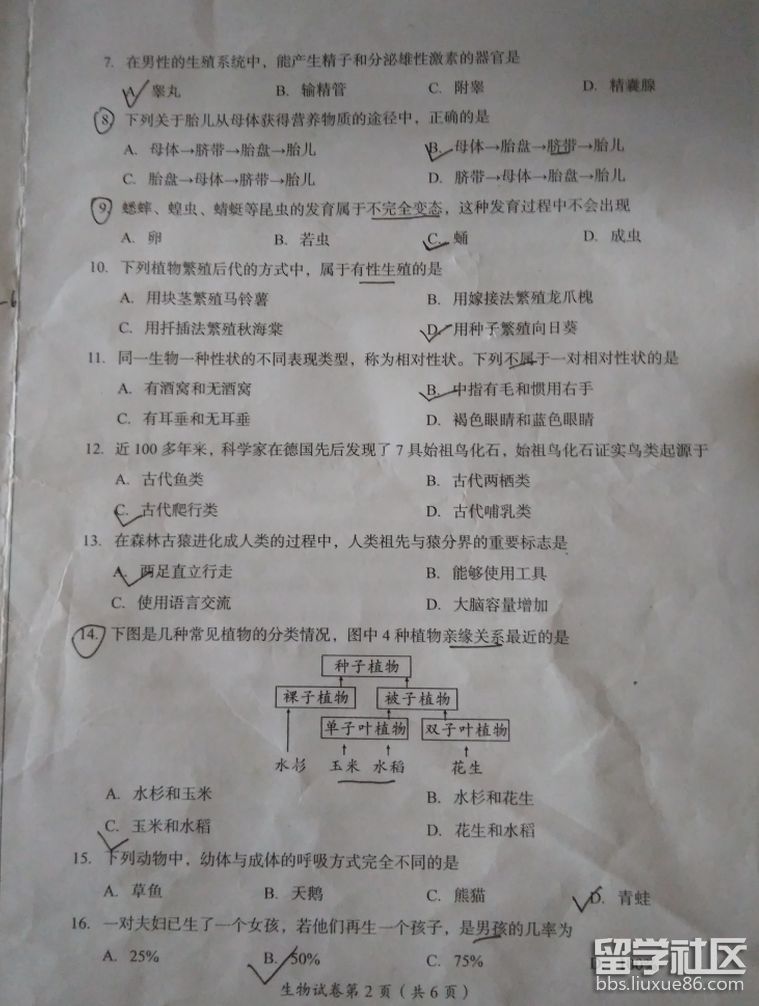 7. 在男性的生殖系统中，能产生精子和分泌雄性激素的器官是
A. 睾丸 B. 输精管 C. 附睾 D. 精囊腺
8. 下列关于胎儿从母体获得营养物质的途径中，正确的是
A. 母体→脐带→胎盘→胎儿 B. 母体→胎盘→脐带→胎儿
C. 胎盘→母体→脐带→胎儿 D. 脐带→母体→胎盘→胎儿
9. 蟋蟀、蝗虫、蜻蜓等昆虫的发育属于不完全变态，这种发育过程中不会出现
A. 卵 B. 若虫 C. 蛹 D. 成虫
10. 下列植物繁殖后代的方式中，属于有性生殖的是
A. 用块茎繁殖马铃薯 B. 用嫁接法繁殖龙爪槐
C. 用扦插法繁殖秋海棠 D. 用种子繁殖向日葵
11. 同一生物一种性状的不同表现类型，称为相对性状。下列不属于一对相对性状的是
A. 有酒窝和无酒窝 B. 中指有毛和惯用右手
C. 有耳垂和无耳垂 D. 褐色眼睛和蓝色眼睛
12. 近100多年来，科学家在德国先后发现了7具始祖鸟化石，始祖鸟化石证实鸟类起源于
A. 古代鱼类 B. 古代两栖类
C. 古代爬行类 D. 古代哺乳类
13. 在森林古猿进化成人类的过程中，人类祖先与猿分界的重要标志是
A. 两足直立行走 B. 能够使用工具
C. 使用语言交流 D. 大脑容量增加
14. 下图是几种常见植物的分类情况，图中4种植物亲缘关系最近的是
种子植物
裸子植物 被子植物
单子叶植物 双子叶植物
水杉 玉米 水稻 花生
A. 水杉和玉米 B. 水杉和花生
C. 玉米和水稻 D. 花生和水稻
15. 下列动物中，幼体与成体的呼吸方式完全不同的是
A. 草鱼 B. 天鹅 C. 熊猫 D. 青蛙
16. 一对夫妇已生了一个女孩，若他们再生一个孩子，是男孩的几率为
A. 25% B. 50% C. 75%
生物试卷第2页（共6页）
留学社区
bbs.liuxue86.com